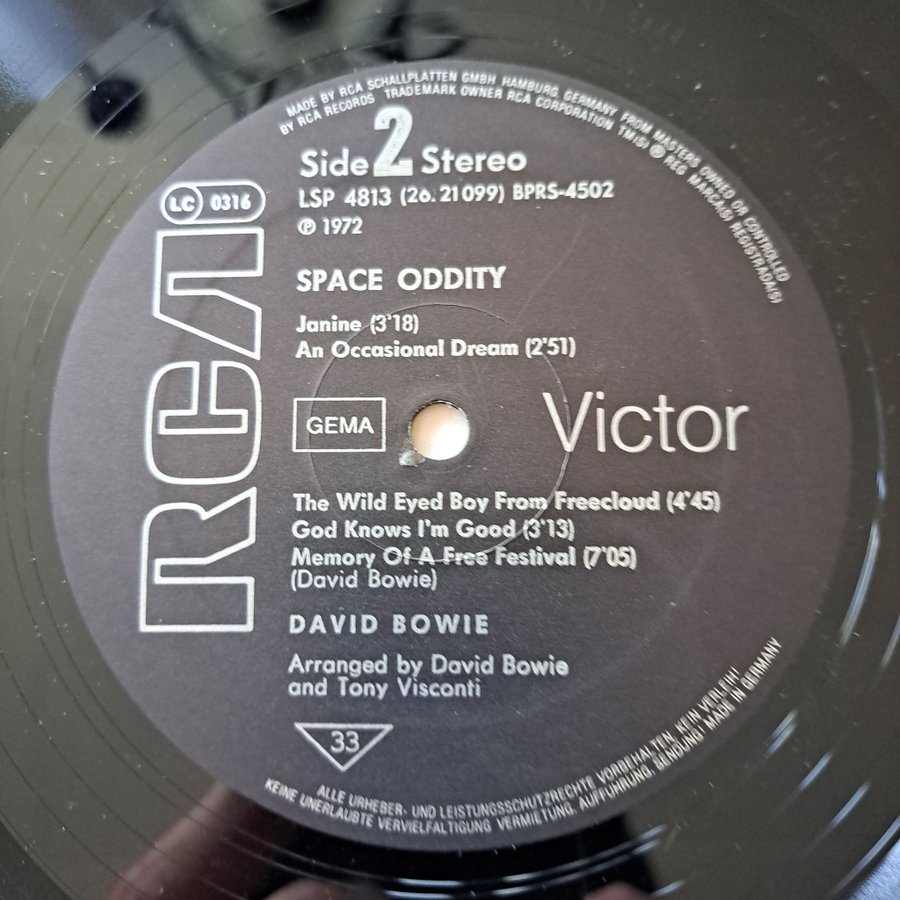 MADE BY RCA SCHALLPLATTEN GMBH HAMBURG, GERMANY FROM MASTERS OWNED OR CONTROLLED
BY RCA RECORDS TRADEMARK OWNER RCA CORPORATION TM(S) ® REG MARCA(S) REGISTRADA(S)
Side 2 Stereo
LSP 4813 (26.21099) BPRS-4502
℗ 1972
LC 0316
RCA
SPACE ODDITY
Janine (3'18)
An Occasional Dream (2'51)
GEMA
Victor
The Wild Eyed Boy From Freecloud (4'45)
God Knows I'm Good (3'13)
Memory Of A Free Festival (7'05)
(David Bowie)
DAVID BOWIE
Arranged by David Bowie
and Tony Visconti
33
ALLE URHEBER- UND LEISTUNGSSCHUTZRECHTE VORBEHALTEN, KEIN VERLEIH!
KEINE UNERLAUBTE VERVIELFÄLTIGUNG, VERMIETUNG, AUFFÜHRUNG, SENDUNG! MADE IN GERMANY